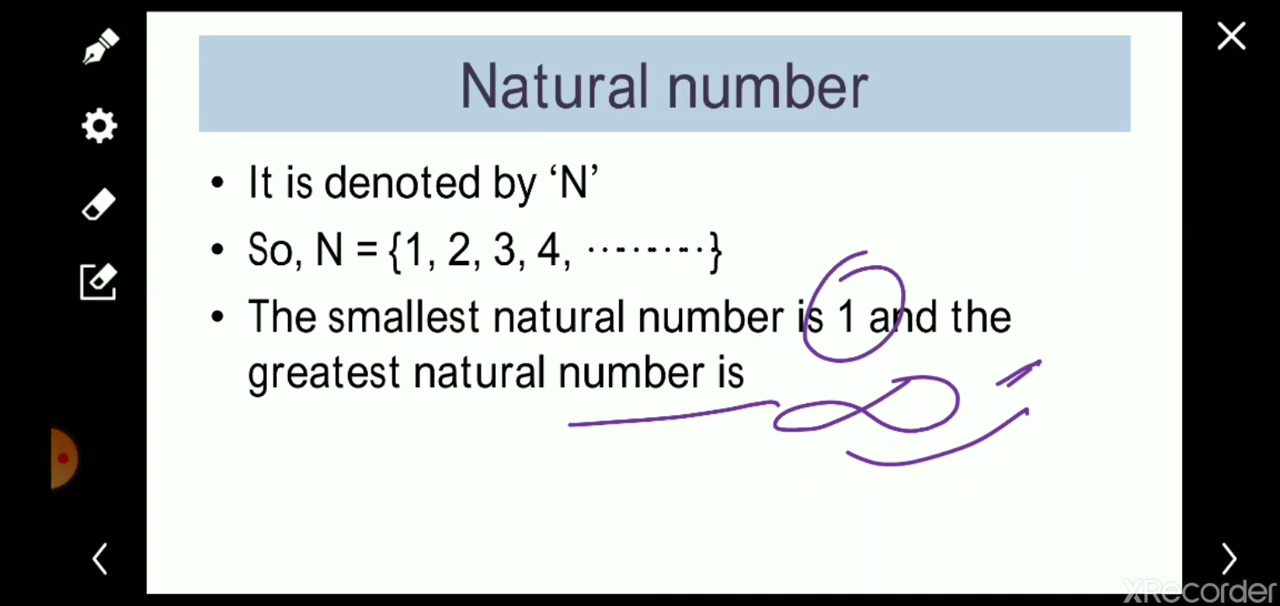 Natural number
• It is denoted by ‘N’
• So, N = {1, 2, 3, 4, ·········}
• The smallest natural number is 1 and the
greatest natural number is
∞
XRecorder